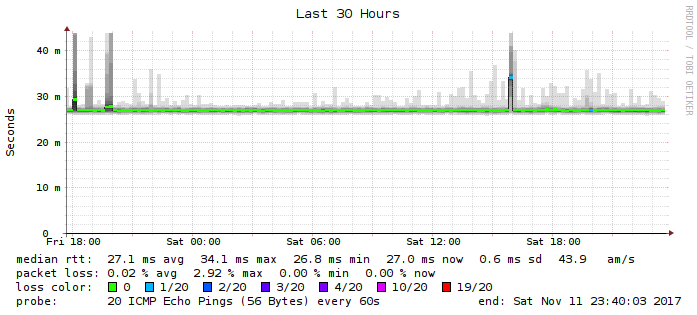 Last 30 Hours
RRDTOOL / TOBI OETIKER
Seconds
40 m
30 m
20 m
10 m
0
Fri 18:00 Sat 00:00 Sat 06:00 Sat 12:00 Sat 18:00
median rtt: 27.1 ms avg 34.1 ms max 26.8 ms min 27.0 ms now 0.6 ms sd 43.9 am/s
packet loss: 0.02 % avg 2.92 % max 0.00 % min 0.00 % now
loss color: 0 1/20 2/20 3/20 4/20 10/20 19/20
probe: 20 ICMP Echo Pings (56 Bytes) every 60s end: Sat Nov 11 23:40:03 2017